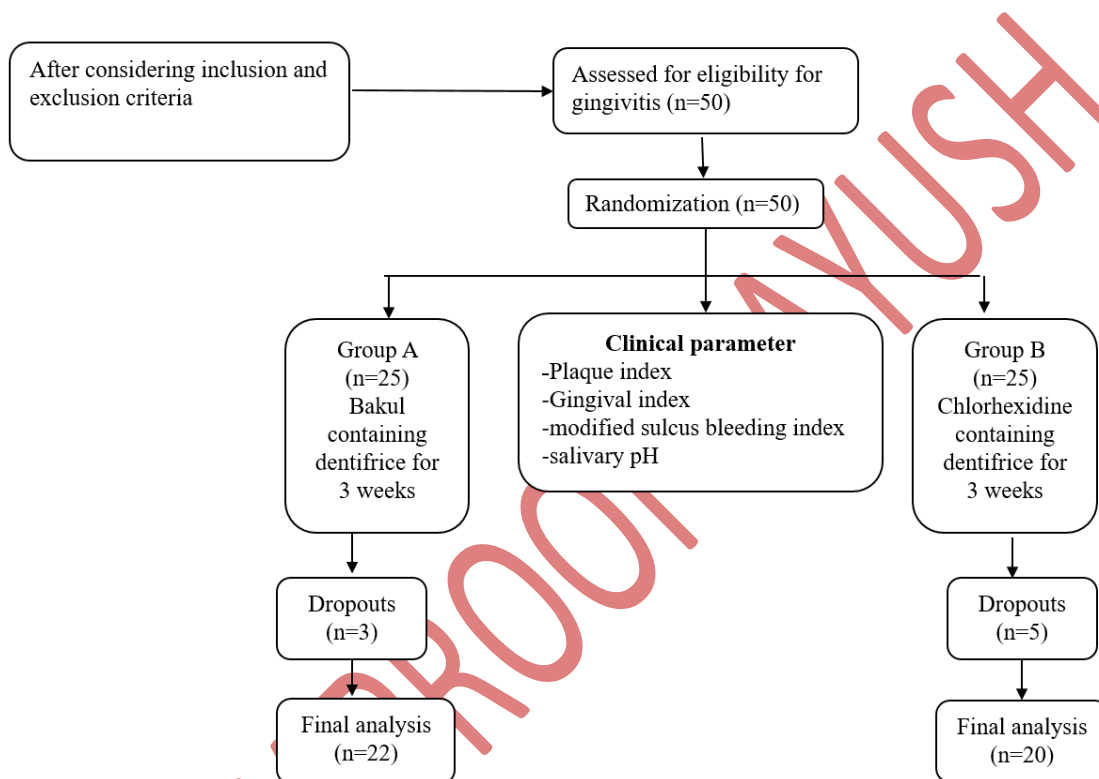 After considering inclusion and
exclusion criteria
Assessed for eligibility for
gingivitis (n=50)
Randomization (n=50)
Group A
(n=25)
Bakul
containing
dentifrice for
3 weeks
Clinical parameter
-Plaque index
-Gingival index
-modified sulcus bleeding index
-salivary pH
Group B
(n=25)
Chlorhexidine
containing
dentifrice for
3 weeks
Dropouts
(n=3)
Dropouts
(n=5)
Final analysis
(n=22)
Final analysis
(n=20)